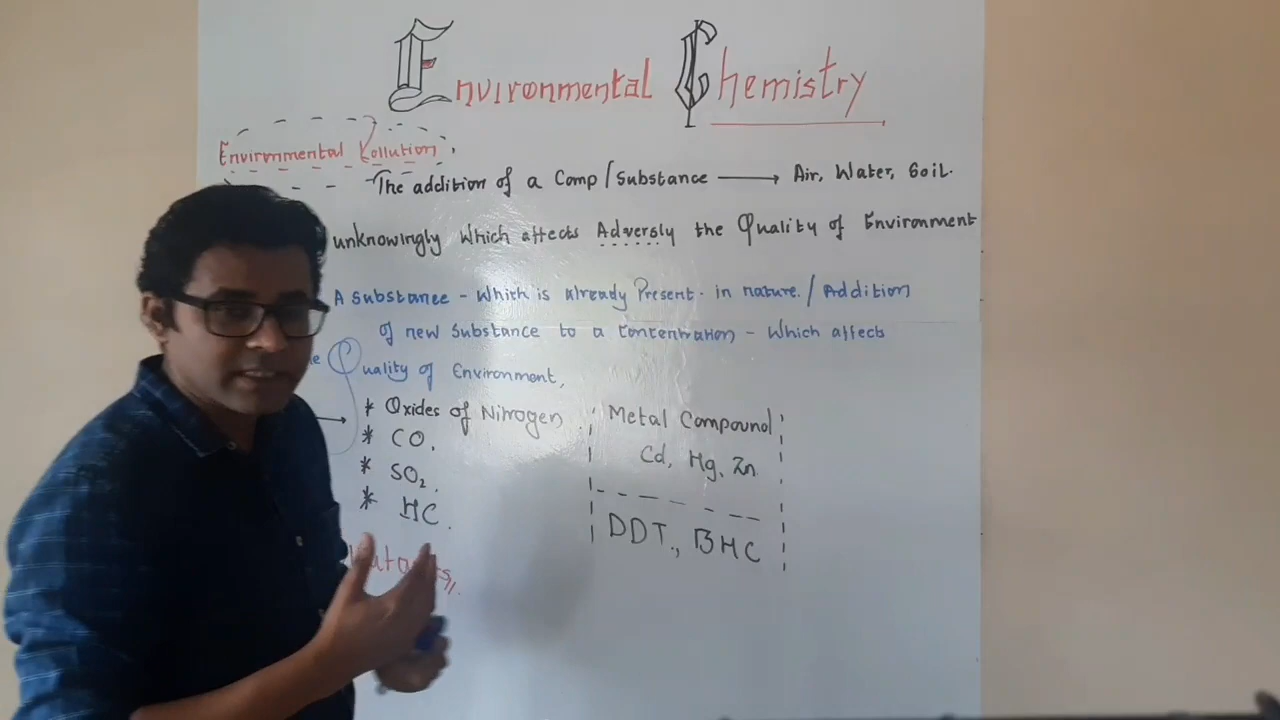 Environmental Chemistry
Environmental Pollution.
The addition of a Comp/Substance → Air, Water, Soil.
unknowingly which affects Adversly the Quality of Environment
A Substance - Which is Already Present in nature. / Addition
of new Substance to a Concentration - Which affects
Quality of Environment,
* Oxides of Nitrogen
* CO,
* SO₂,
* HC.
Metal Compound
Cd, Hg, Zn
DDT., BHC